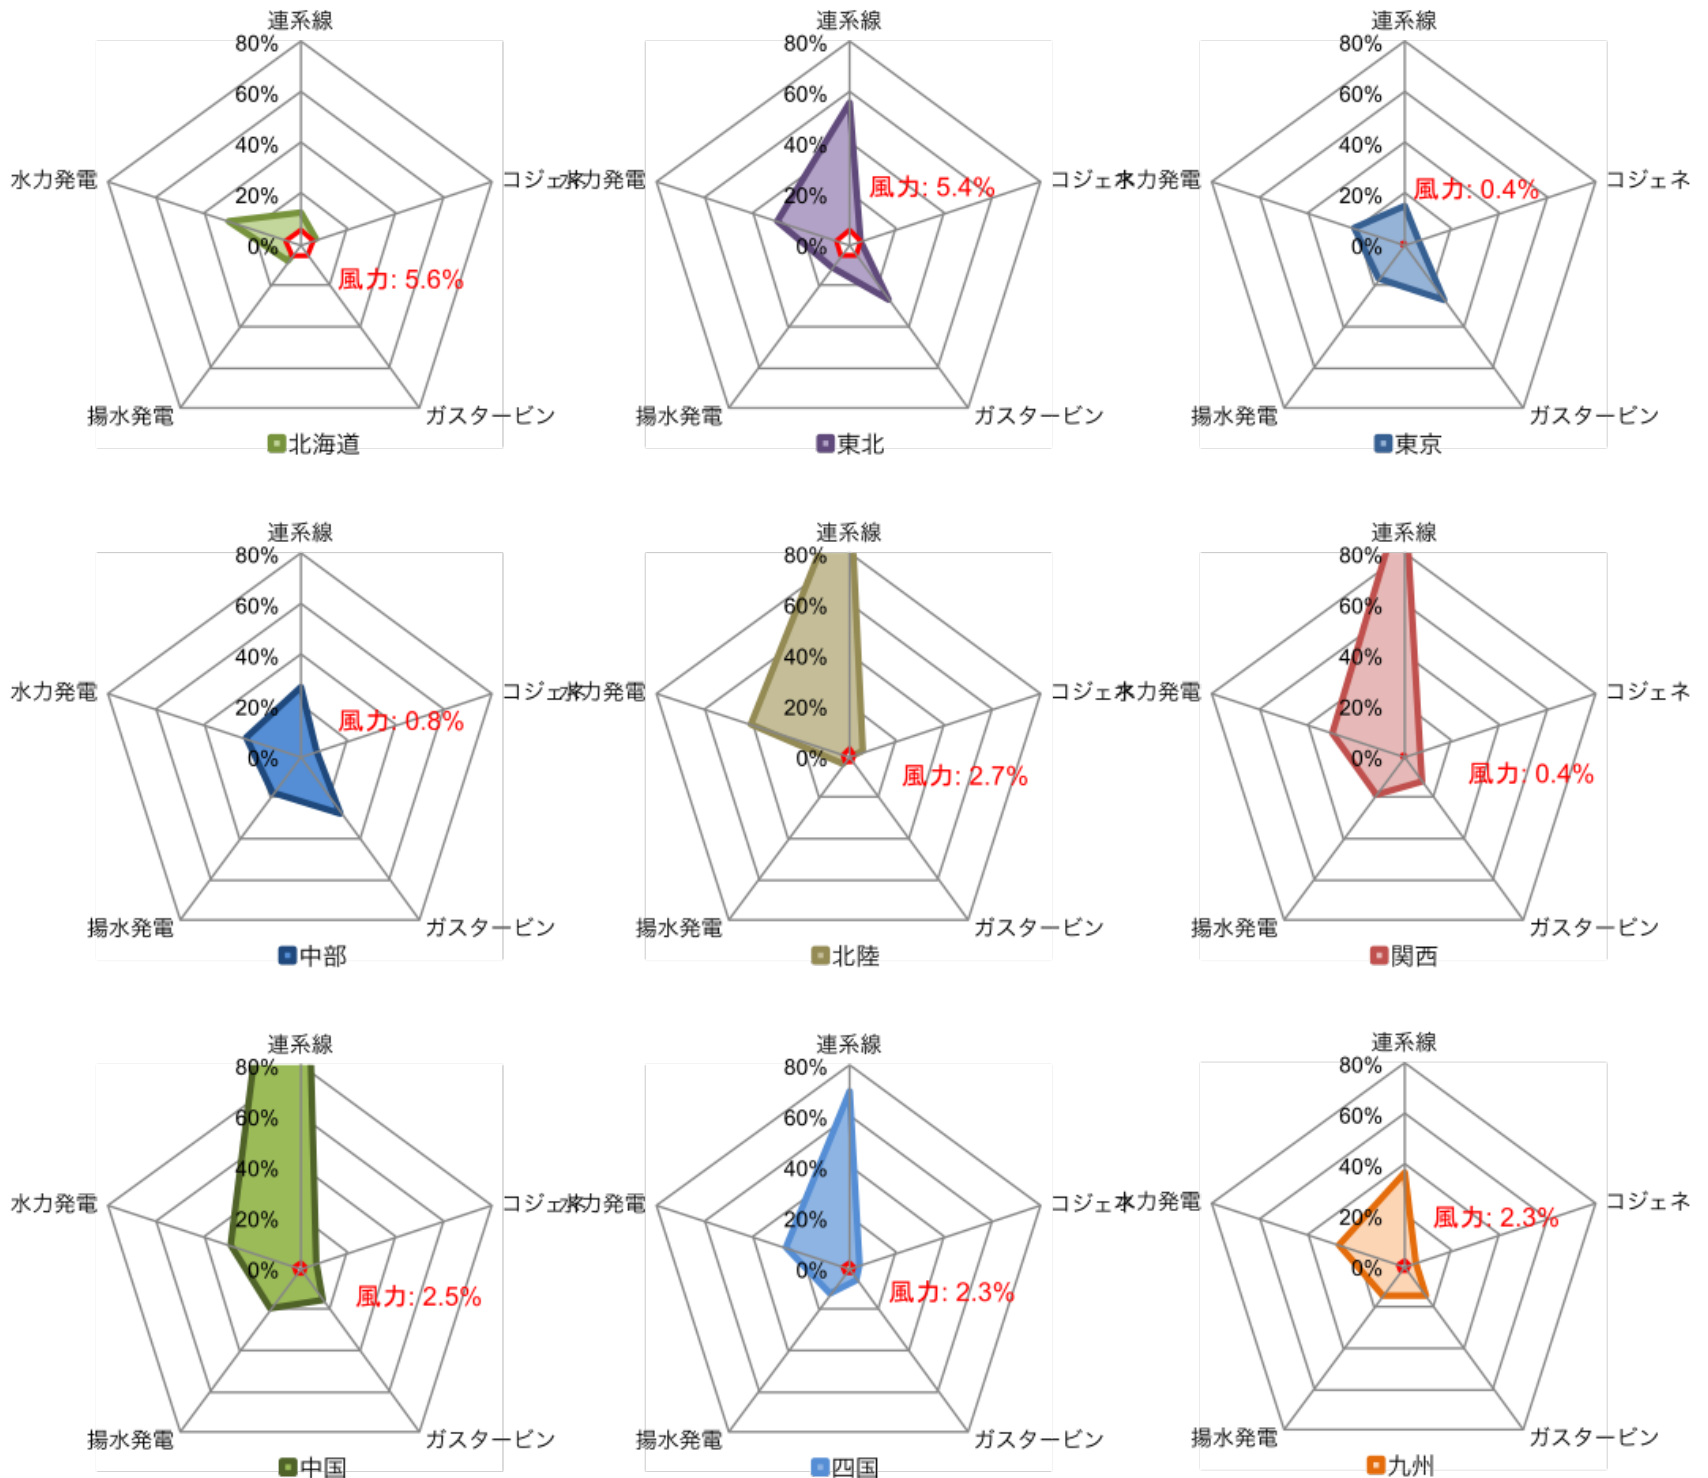 連系線
80%
60%
40%
20%
0%
水力発電
コジェネ
風力: 5.6%
揚水発電
ガスタービン
北海道
連系線
80%
60%
40%
20%
0%
水力発電
コジェネ
風力: 5.4%
揚水発電
ガスタービン
東北
連系線
80%
60%
40%
20%
0%
水力発電
コジェネ
風力: 0.4%
揚水発電
ガスタービン
東京
連系線
80%
60%
40%
20%
0%
水力発電
コジェネ
風力: 0.8%
揚水発電
ガスタービン
中部
連系線
80%
60%
40%
20%
0%
水力発電
コジェネ
風力: 2.7%
揚水発電
ガスタービン
北陸
連系線
80%
60%
40%
20%
0%
水力発電
コジェネ
風力: 0.4%
揚水発電
ガスタービン
関西
連系線
80%
60%
40%
20%
0%
水力発電
コジェネ
風力: 2.5%
揚水発電
ガスタービン
中国
連系線
80%
60%
40%
20%
0%
水力発電
コジェネ
風力: 2.3%
揚水発電
ガスタービン
四国
連系線
80%
60%
40%
20%
0%
水力発電
コジェネ
風力: 2.3%
揚水発電
ガスタービン
九州